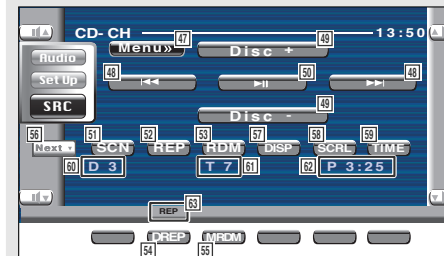 CD-CH 13:50
47 49
Menu» Disc +
Audio
48 50 48
Set Up
49
SRC Disc -
56 51 52 53 57 58 59
Next SCN REP RDM DISP SCRL TIME
60 D 3 T 7 61 62 P 3:25
63
REP
DREP MRDM
54 55